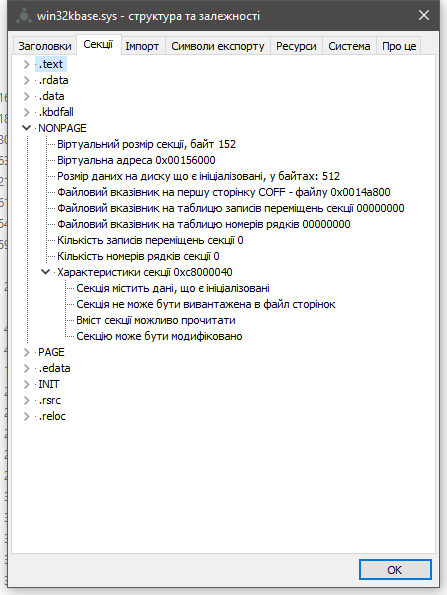 win32kbase.sys - структура та залежності
Заголовки Секції Імпорт Символи експорту Ресурси Система Про це
.text
.rdata
.data
.kbdfall
NONPAGE
Віртуальний розмір секції, байт 152
Віртуальна адреса 0x00156000
Розмір даних на диску що є ініціалізовані, у байтах: 512
Файловий вказівник на першу сторінку COFF - файлу 0x0014a800
Файловий вказівник на таблицю записів переміщень секції 00000000
Файловий вказівник на таблицю номерів рядків 00000000
Кількість записів переміщень секції 0
Кількість номерів рядків секції 0
Характеристики секції 0xc8000040
Секція містить дані, що є ініціалізовані
Секція не може бути вивантажена в файл сторінок
Вміст секції можливо прочитати
Секцію може бути модифіковано
PAGE
.edata
INIT
.rsrc
.reloc
OK